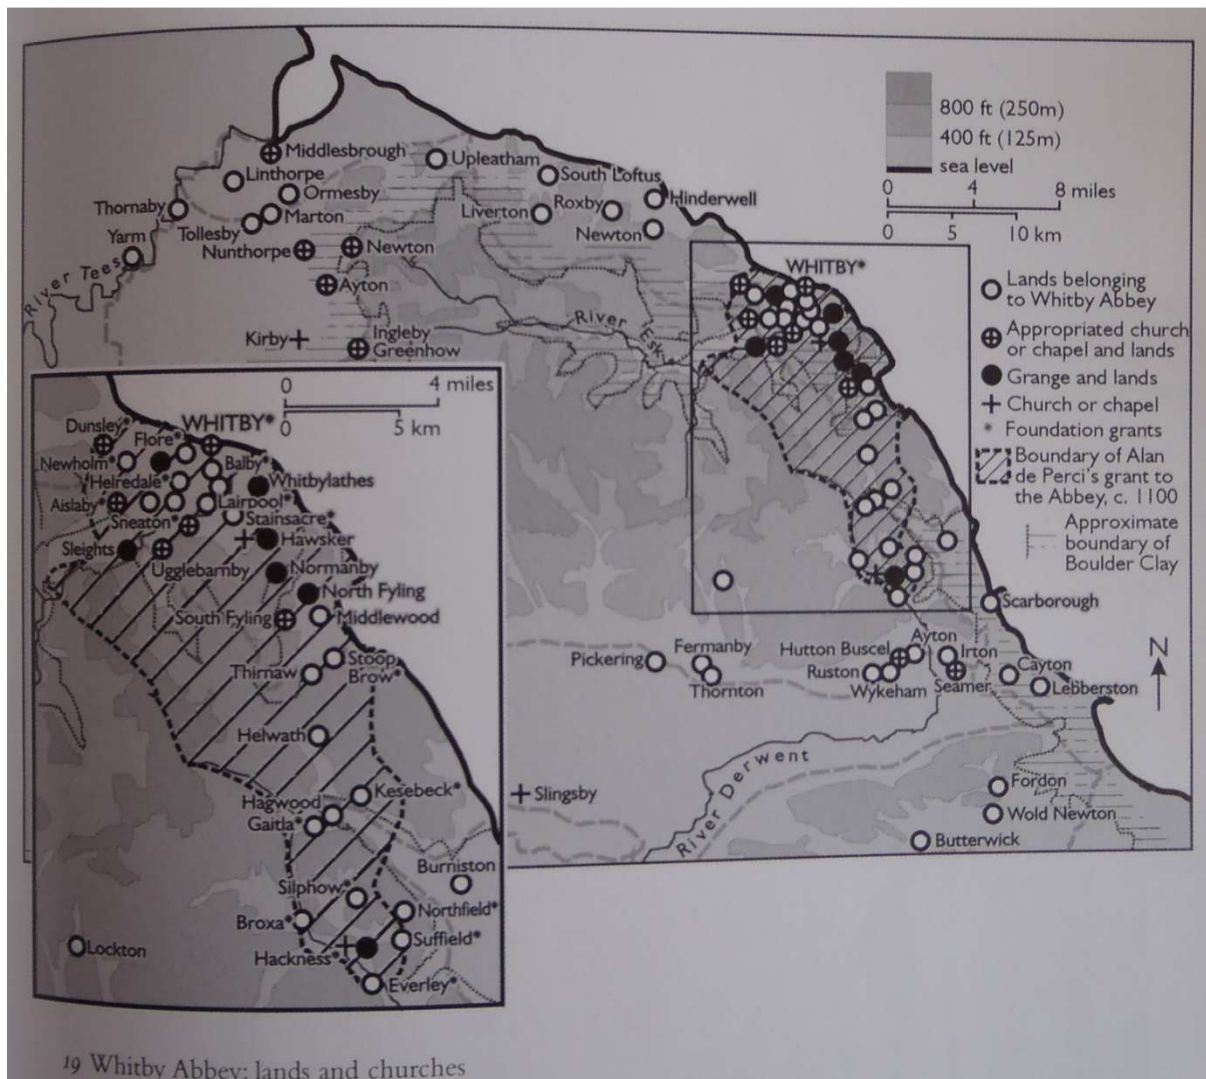 800 ft (250m)
400 ft (125m)
sea level
0 4 8 miles
0 5 10 km
Lands belonging
to Whitby Abbey
Appropriated church
or chapel and lands
Grange and lands
Church or chapel
* Foundation grants
Boundary of Alan
de Perci's grant to
the Abbey, c. 1100
Approximate
boundary of
Boulder Clay
Middlesbrough
Upleatham
Linthorpe
South Loftus
Ormesby
Hinderwell
Thornaby
Marton
Liverton
Roxby
Tollesby
Newton
Yarm
Nunthorpe
Newton
River Tees
Ayton
WHITBY*
River Esk
Kirby
Ingleby
Greenhow
N
Scarborough
Pickering
Fermanby
Thornton
Hutton Buscel
Ayton
Irton
Ruston
Wykeham
Seamer
Cayton
Lebberston
River Derwent
Slingsby
Fordon
Wold Newton
Butterwick
0 4 miles
0 5 km
Dunsley*
WHITBY*
Flore*
Newholm*
Balby*
Helredale*
Whitbylathes
Aislaby*
Lairpool*
Sneaton*
Stainsacre*
Sleights
Hawsker
Ugglebarnby
Normanby
North Fyling
South Fyling
Middlewood
Thirnaw
Stoop
Brow*
Helwath
Kesebeck*
Hagwood
Gaitla*
Burniston
Silphow*
Broxa*
Northfield*
Suffield*
Lockton
Hackness*
Everley*
19 Whitby Abbey: lands and churches